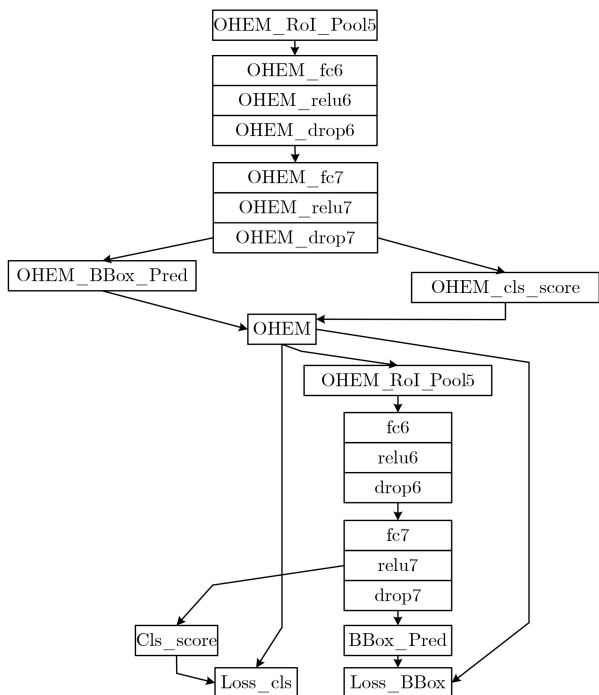 OHEM_RoI_Pool5
OHEM_fc6
OHEM_relu6
OHEM_drop6
OHEM_fc7
OHEM_relu7
OHEM_drop7
OHEM_BBox_Pred
OHEM_cls_score
OHEM
OHEM_RoI_Pool5
fc6
relu6
drop6
fc7
relu7
drop7
Cls_score
BBox_Pred
Loss_cls
Loss_BBox